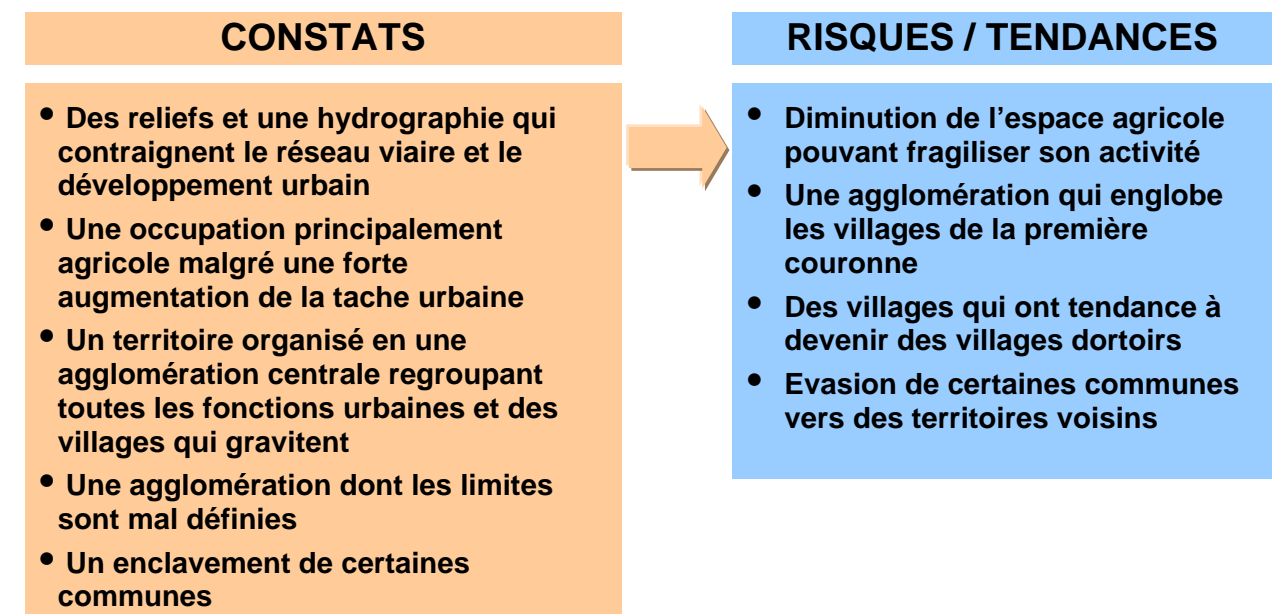 CONSTATS
• Des reliefs et une hydrographie qui
contraignent le réseau viaire et le
développement urbain
• Une occupation principalement
agricole malgré une forte
augmentation de la tache urbaine
• Un territoire organisé en une
agglomération centrale regroupant
toutes les fonctions urbaines et des
villages qui gravitent
• Une agglomération dont les limites
sont mal définies
• Un enclavement de certaines
communes
RISQUES / TENDANCES
• Diminution de l’espace agricole
pouvant fragiliser son activité
• Une agglomération qui englobe
les villages de la première
couronne
• Des villages qui ont tendance à
devenir des villages dortoirs
• Evasion de certaines communes
vers des territoires voisins